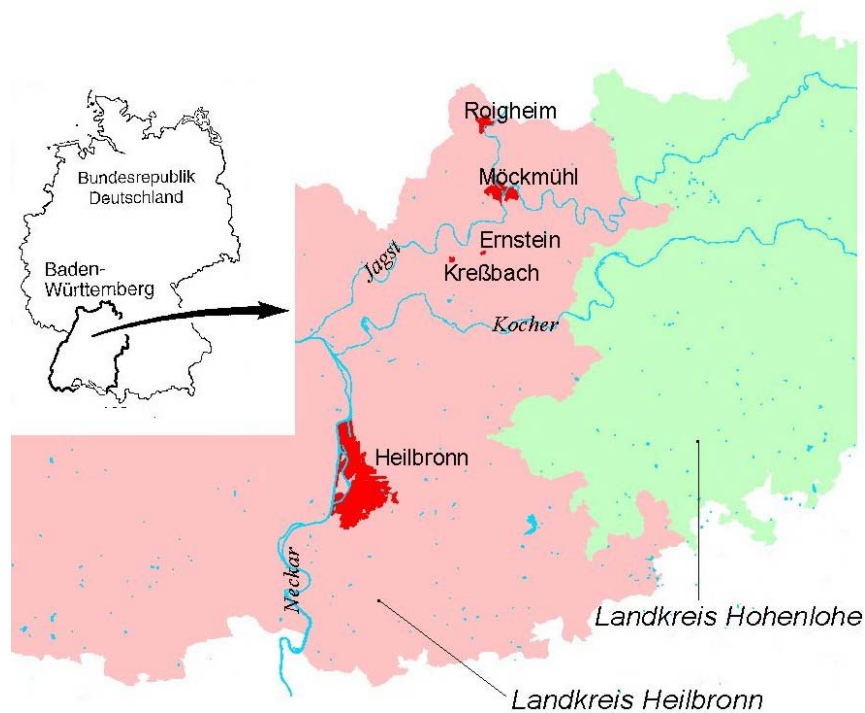 Bundesrepublik
Deutschland
Baden-
Württemberg
Roigheim
Möckmühl
Ernstein
Kreßbach
Jagst
Kocher
Heilbronn
Neckar
Landkreis Hohenlohe
Landkreis Heilbronn